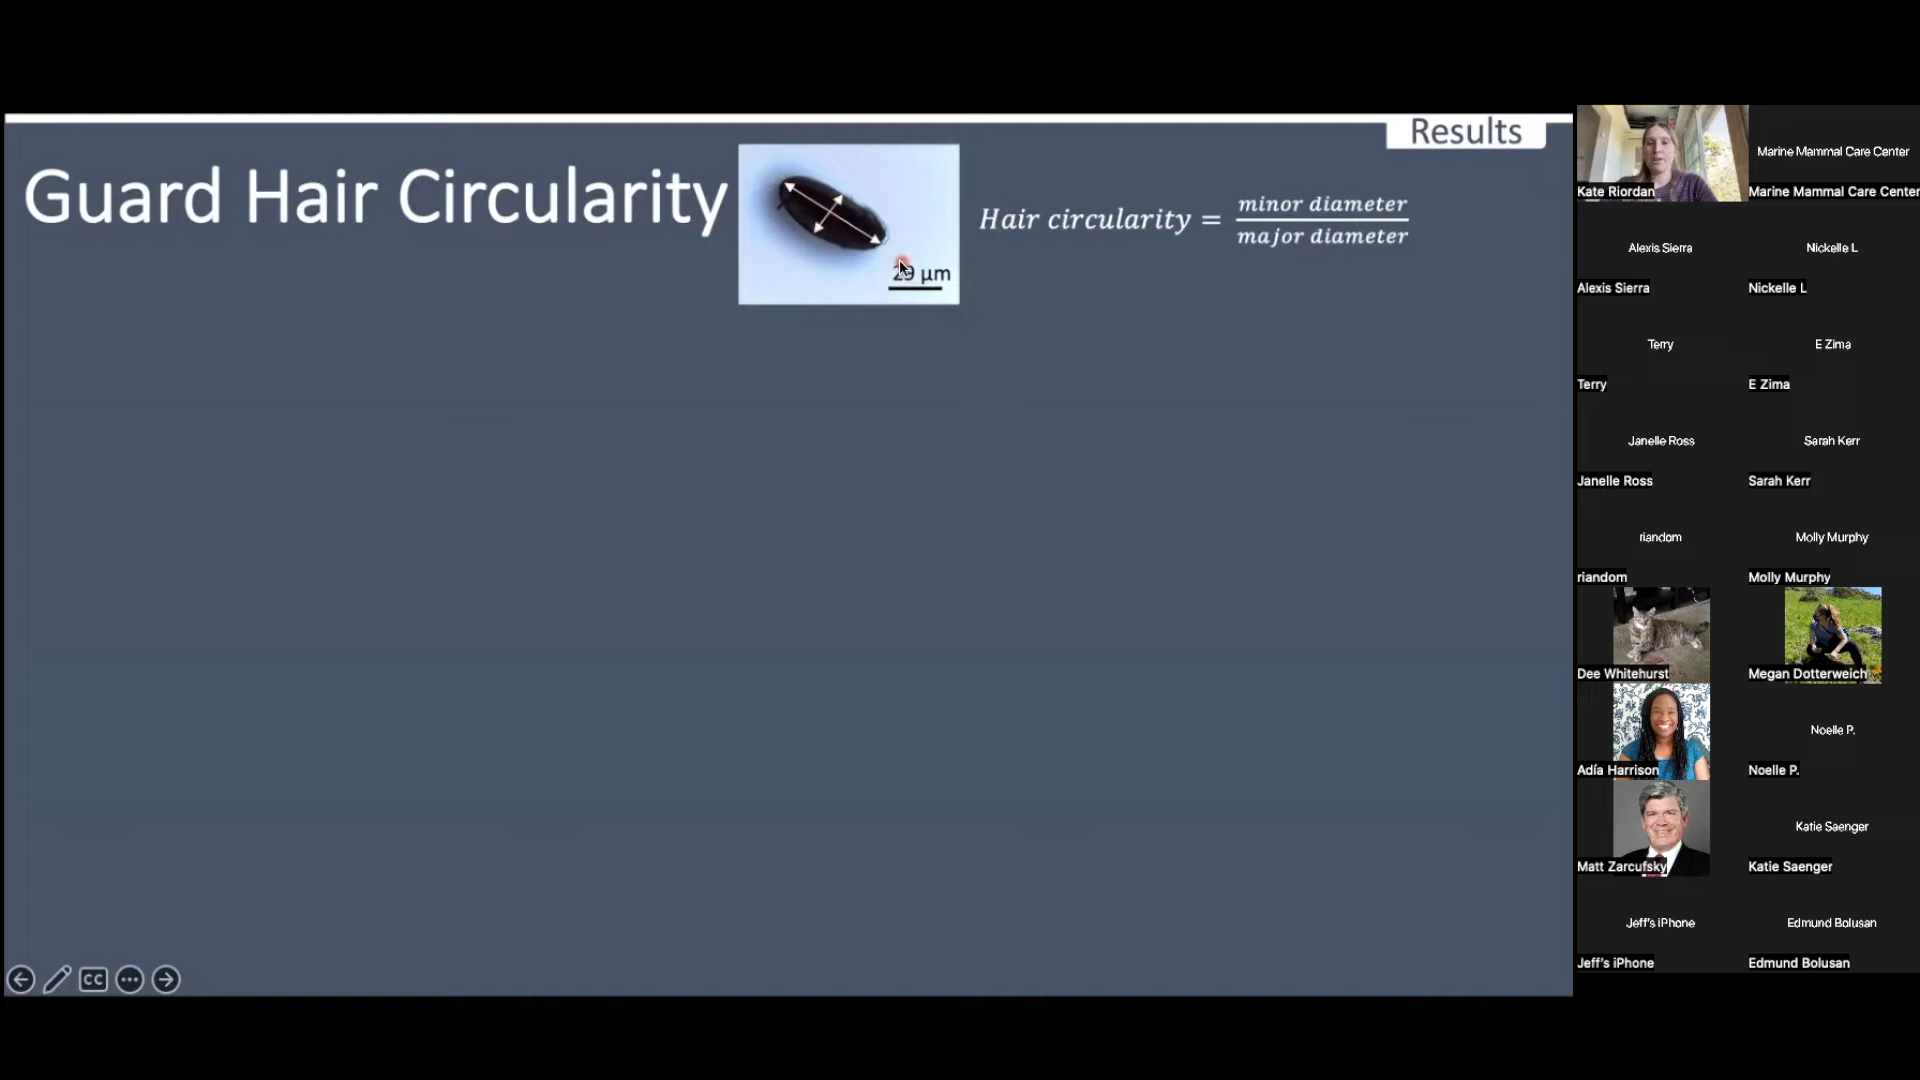 Results
Guard Hair Circularity
Hair circularity = minor diameter / major diameter
μm
Kate Riordan
Marine Mammal Care Center
Marine Mammal Care Center
Alexis Sierra
Nickelle L
Alexis Sierra
Nickelle L
Terry
E Zima
Terry
E Zima
Janelle Ross
Sarah Kerr
Janelle Ross
Sarah Kerr
riandom
Molly Murphy
riandom
Molly Murphy
Dee Whitehurst
Megan Dotterweich
Noelle P.
Adía Harrison
Noelle P.
Katie Saenger
Matt Zarcufsky
Katie Saenger
Jeff's iPhone
Edmund Bolusan
Jeff's iPhone
Edmund Bolusan
CC